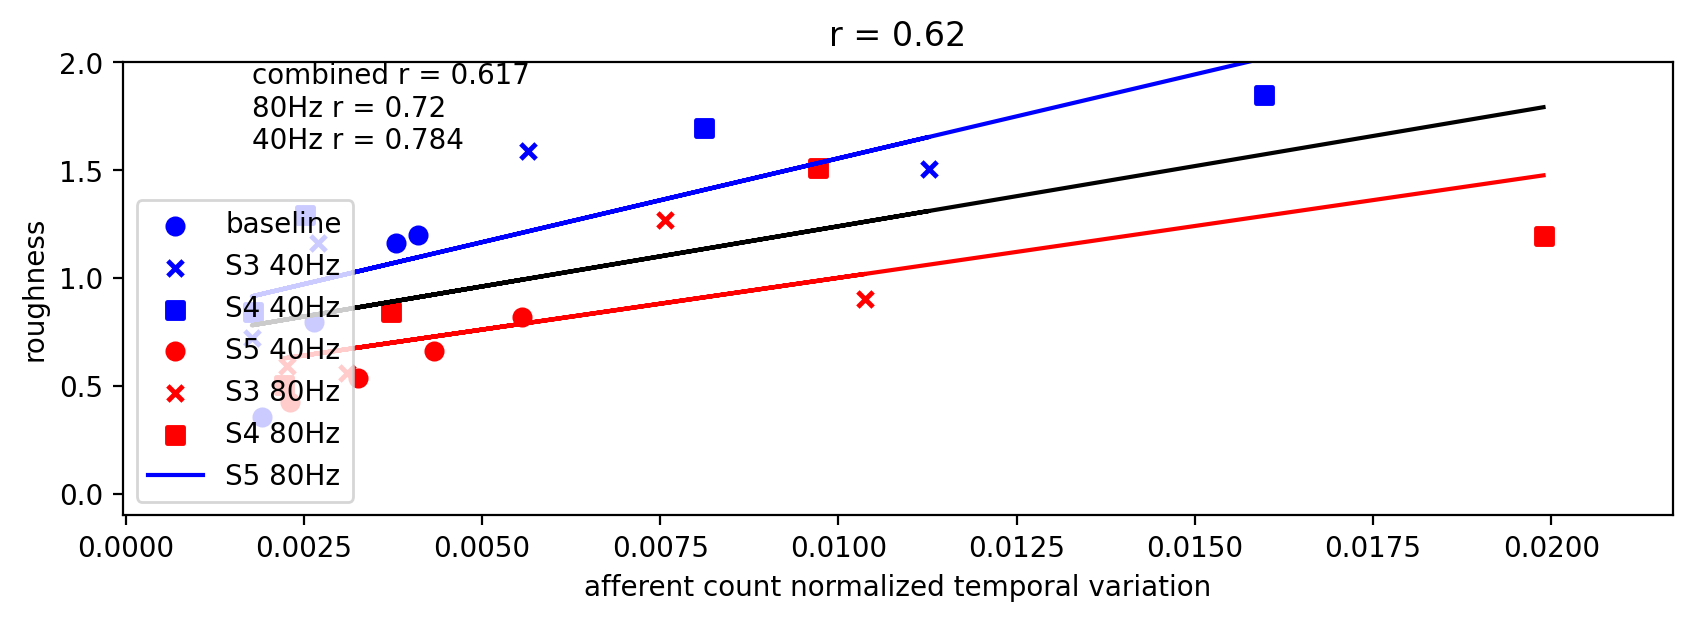 r = 0.62
combined r = 0.617
80Hz r = 0.72
40Hz r = 0.784
2.0
1.5
1.0
0.5
0.0
roughness
baseline
S3 40Hz
S4 40Hz
S5 40Hz
S3 80Hz
S4 80Hz
S5 80Hz
0.0000 0.0025 0.0050 0.0075 0.0100 0.0125 0.0150 0.0175 0.0200
afferent count normalized temporal variation